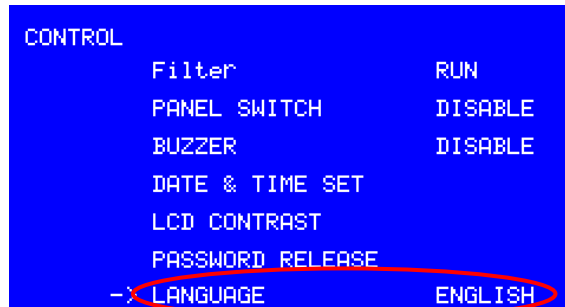 CONTROL
Filter RUN
PANEL SWITCH DISABLE
BUZZER DISABLE
DATE & TIME SET
LCD CONTRAST
PASSWORD RELEASE
-> LANGUAGE ENGLISH